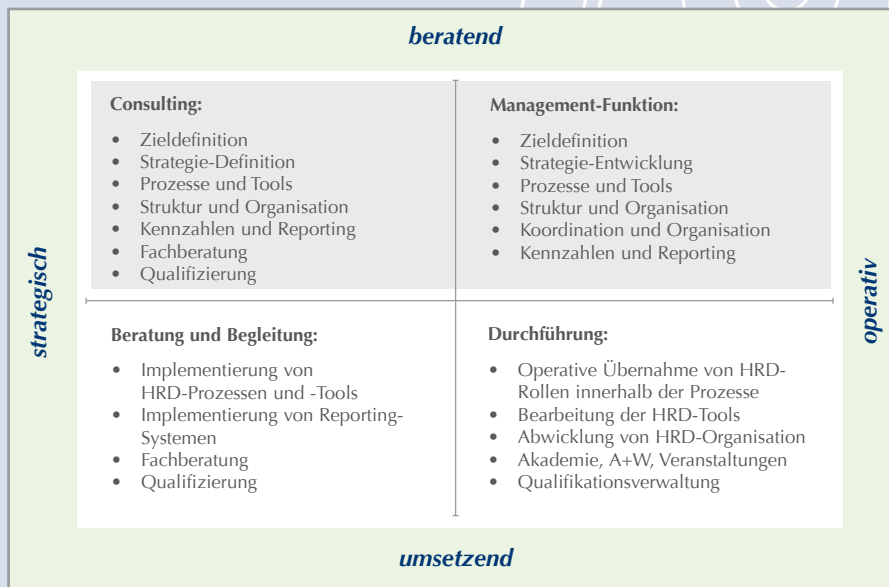 beratend
strategisch
Consulting:
• Zieldefinition
• Strategie-Definition
• Prozesse und Tools
• Struktur und Organisation
• Kennzahlen und Reporting
• Fachberatung
• Qualifizierung
Management-Funktion:
• Zieldefinition
• Strategie-Entwicklung
• Prozesse und Tools
• Struktur und Organisation
• Koordination und Organisation
• Kennzahlen und Reporting
operativ
Beratung und Begleitung:
• Implementierung von
HRD-Prozessen und -Tools
• Implementierung von Reporting-
Systemen
• Fachberatung
• Qualifizierung
Durchführung:
• Operative Übernahme von HRD-
Rollen innerhalb der Prozesse
• Bearbeitung der HRD-Tools
• Abwicklung von HRD-Organisation
• Akademie, A+W, Veranstaltungen
• Qualifikationsverwaltung
umsetzend